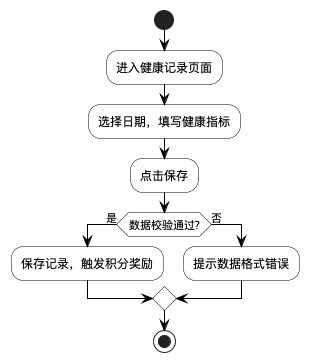 进入健康记录页面
选择日期，填写健康指标
点击保存
是
数据校验通过?
否
保存记录，触发积分奖励
提示数据格式错误